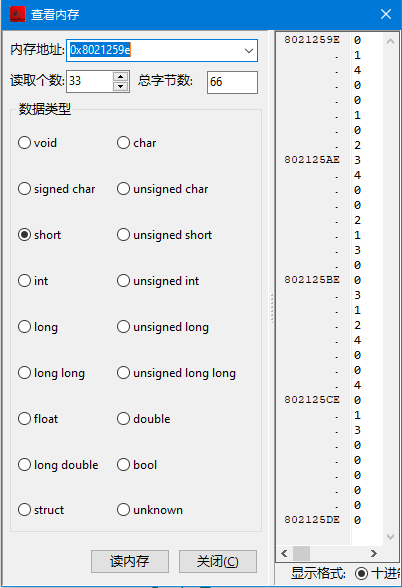 查看内存
内存地址: 0x8021259e
读取个数: 33 总字节数: 66
数据类型
void char
signed char unsigned char
short unsigned short
int unsigned int
long unsigned long
long long unsigned long long
float double
long double bool
struct unknown
读内存 关闭(C)
8021259E 0
. 1
. 4
. 0
. 0
. 1
. 0
. 2
802125AE 3
. 4
. 0
. 0
. 2
. 1
. 3
. 0
802125BE 0
. 3
. 1
. 2
. 4
. 0
. 0
. 4
802125CE 0
. 1
. 3
. 0
. 0
. 0
. 0
. 0
802125DE 0
显示格式: 十进